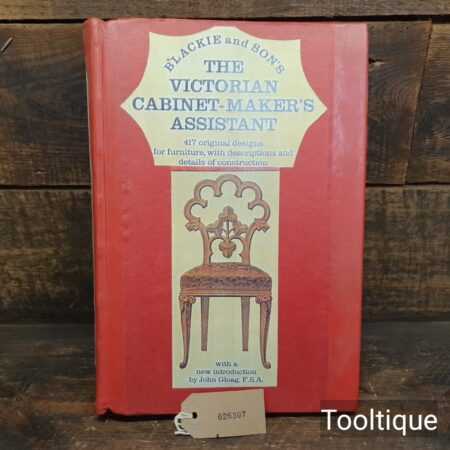 BLACKIE and SON'S
THE
VICTORIAN
CABINET-MAKER'S
ASSISTANT
417 original designs
for furniture, with descriptions and
details of construction
with a
new introduction
by John Gloag, F.S.A.
026307
Tooltique